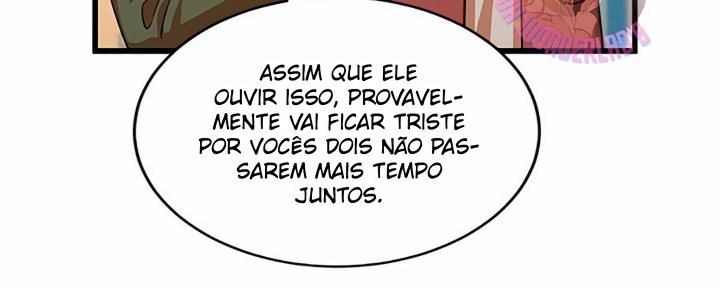 ASSIM QUE ELE
OUVIR ISSO, PROVAVEL-
MENTE VAI FICAR TRISTE
POR VOCÊS DOIS NÃO PAS-
SAREM MAIS TEMPO
JUNTOS.